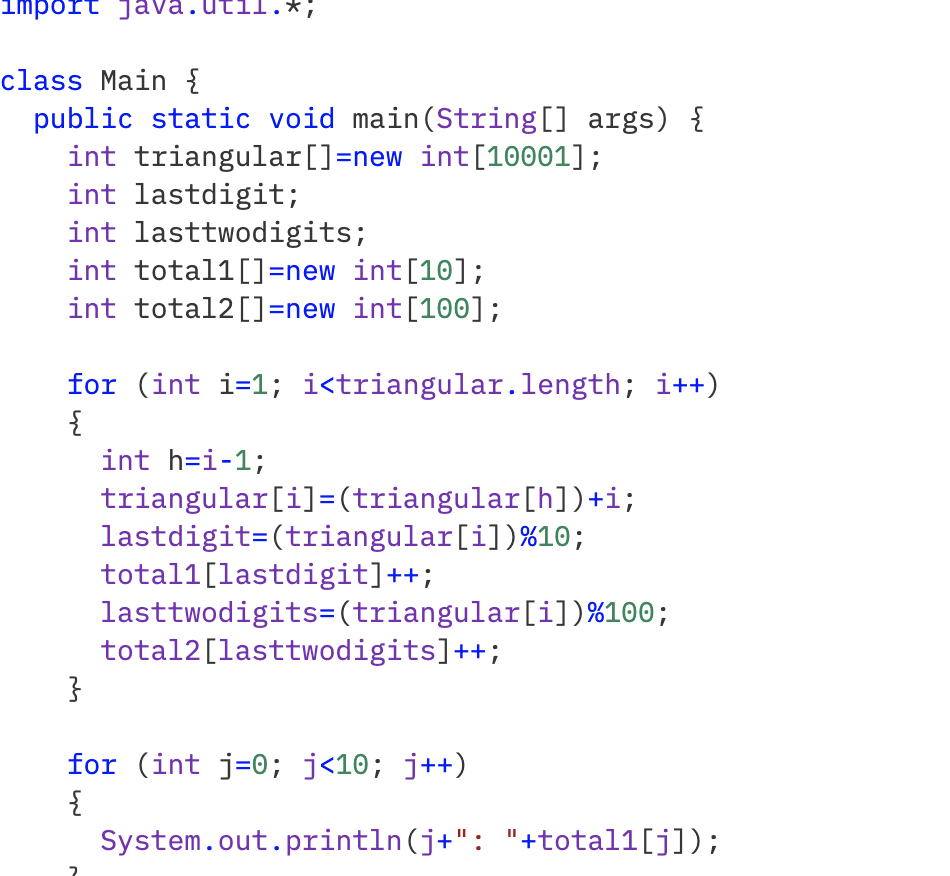 import java.util.*;
class Main {
  public static void main(String[] args) {
    int triangular[]=new int[10001];
    int lastdigit;
    int lasttwodigits;
    int total1[]=new int[10];
    int total2[]=new int[100];
    for (int i=1; i<triangular.length; i++)
    {
      int h=i-1;
      triangular[i]=(triangular[h])+i;
      lastdigit=(triangular[i])%10;
      total1[lastdigit]++;
      lasttwodigits=(triangular[i])%100;
      total2[lasttwodigits]++;
    }
    for (int j=0; j<10; j++)
    {
      System.out.println(j+": "+total1[j]);
    }